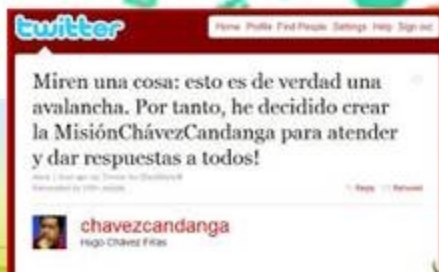 twitter
Home Profile Find People Settings Help Sign out
Miren una cosa: esto es de verdad una
avalancha. Por tanto, he decidido crear
la MisiónChávezCandanga para atender
y dar respuestas a todos!
Reply Retweet
chavezcandanga
Hugo Chávez Frías